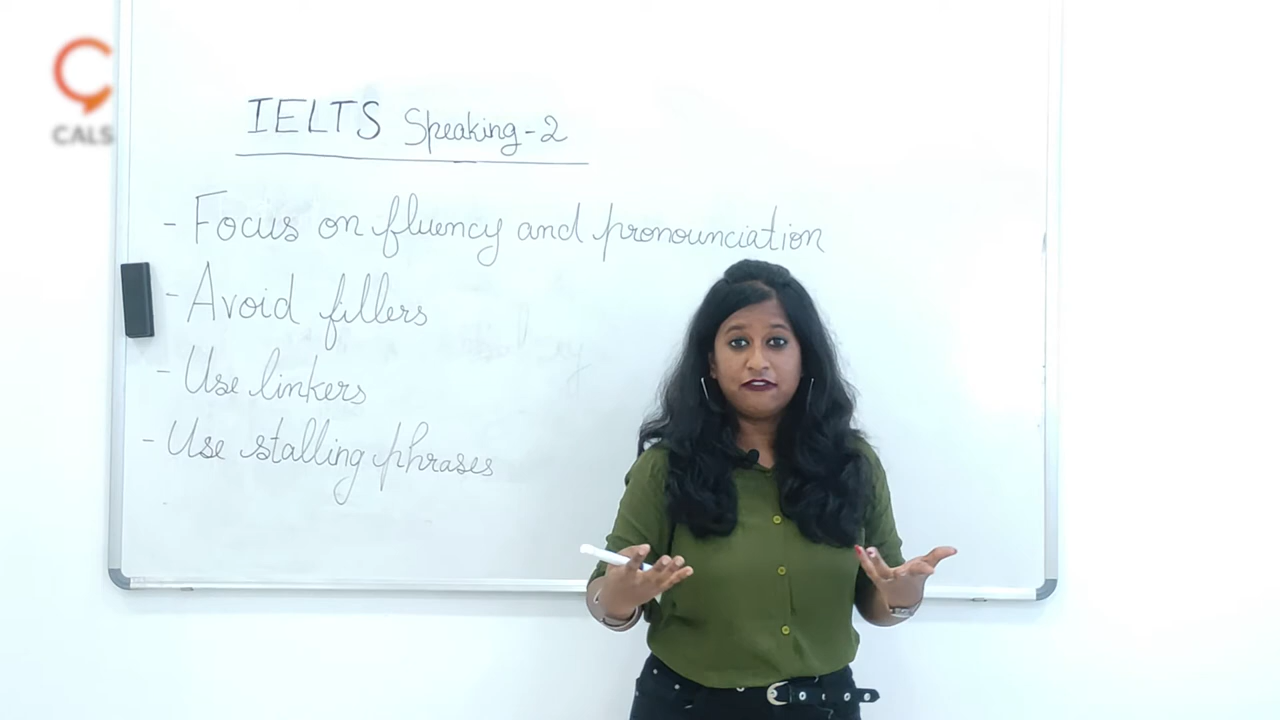 CALS
IELTS Speaking-2
- Focus on fluency and pronounciation
- Avoid fillers
- Use linkers
- Use stalling phrases